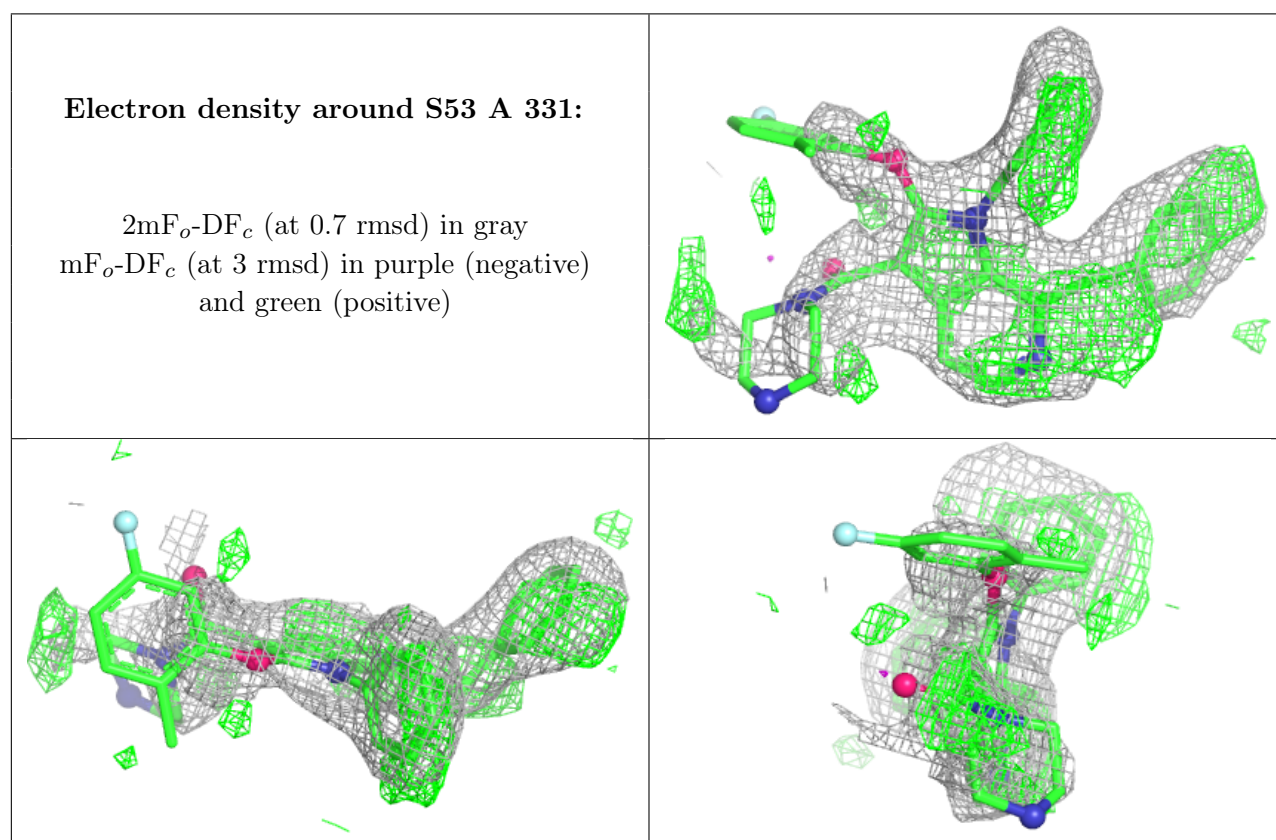 Electron density around S53 A 331:
2mFₒ-DF𝒸 (at 0.7 rmsd) in gray
mFₒ-DF𝒸 (at 3 rmsd) in purple (negative)
and green (positive)